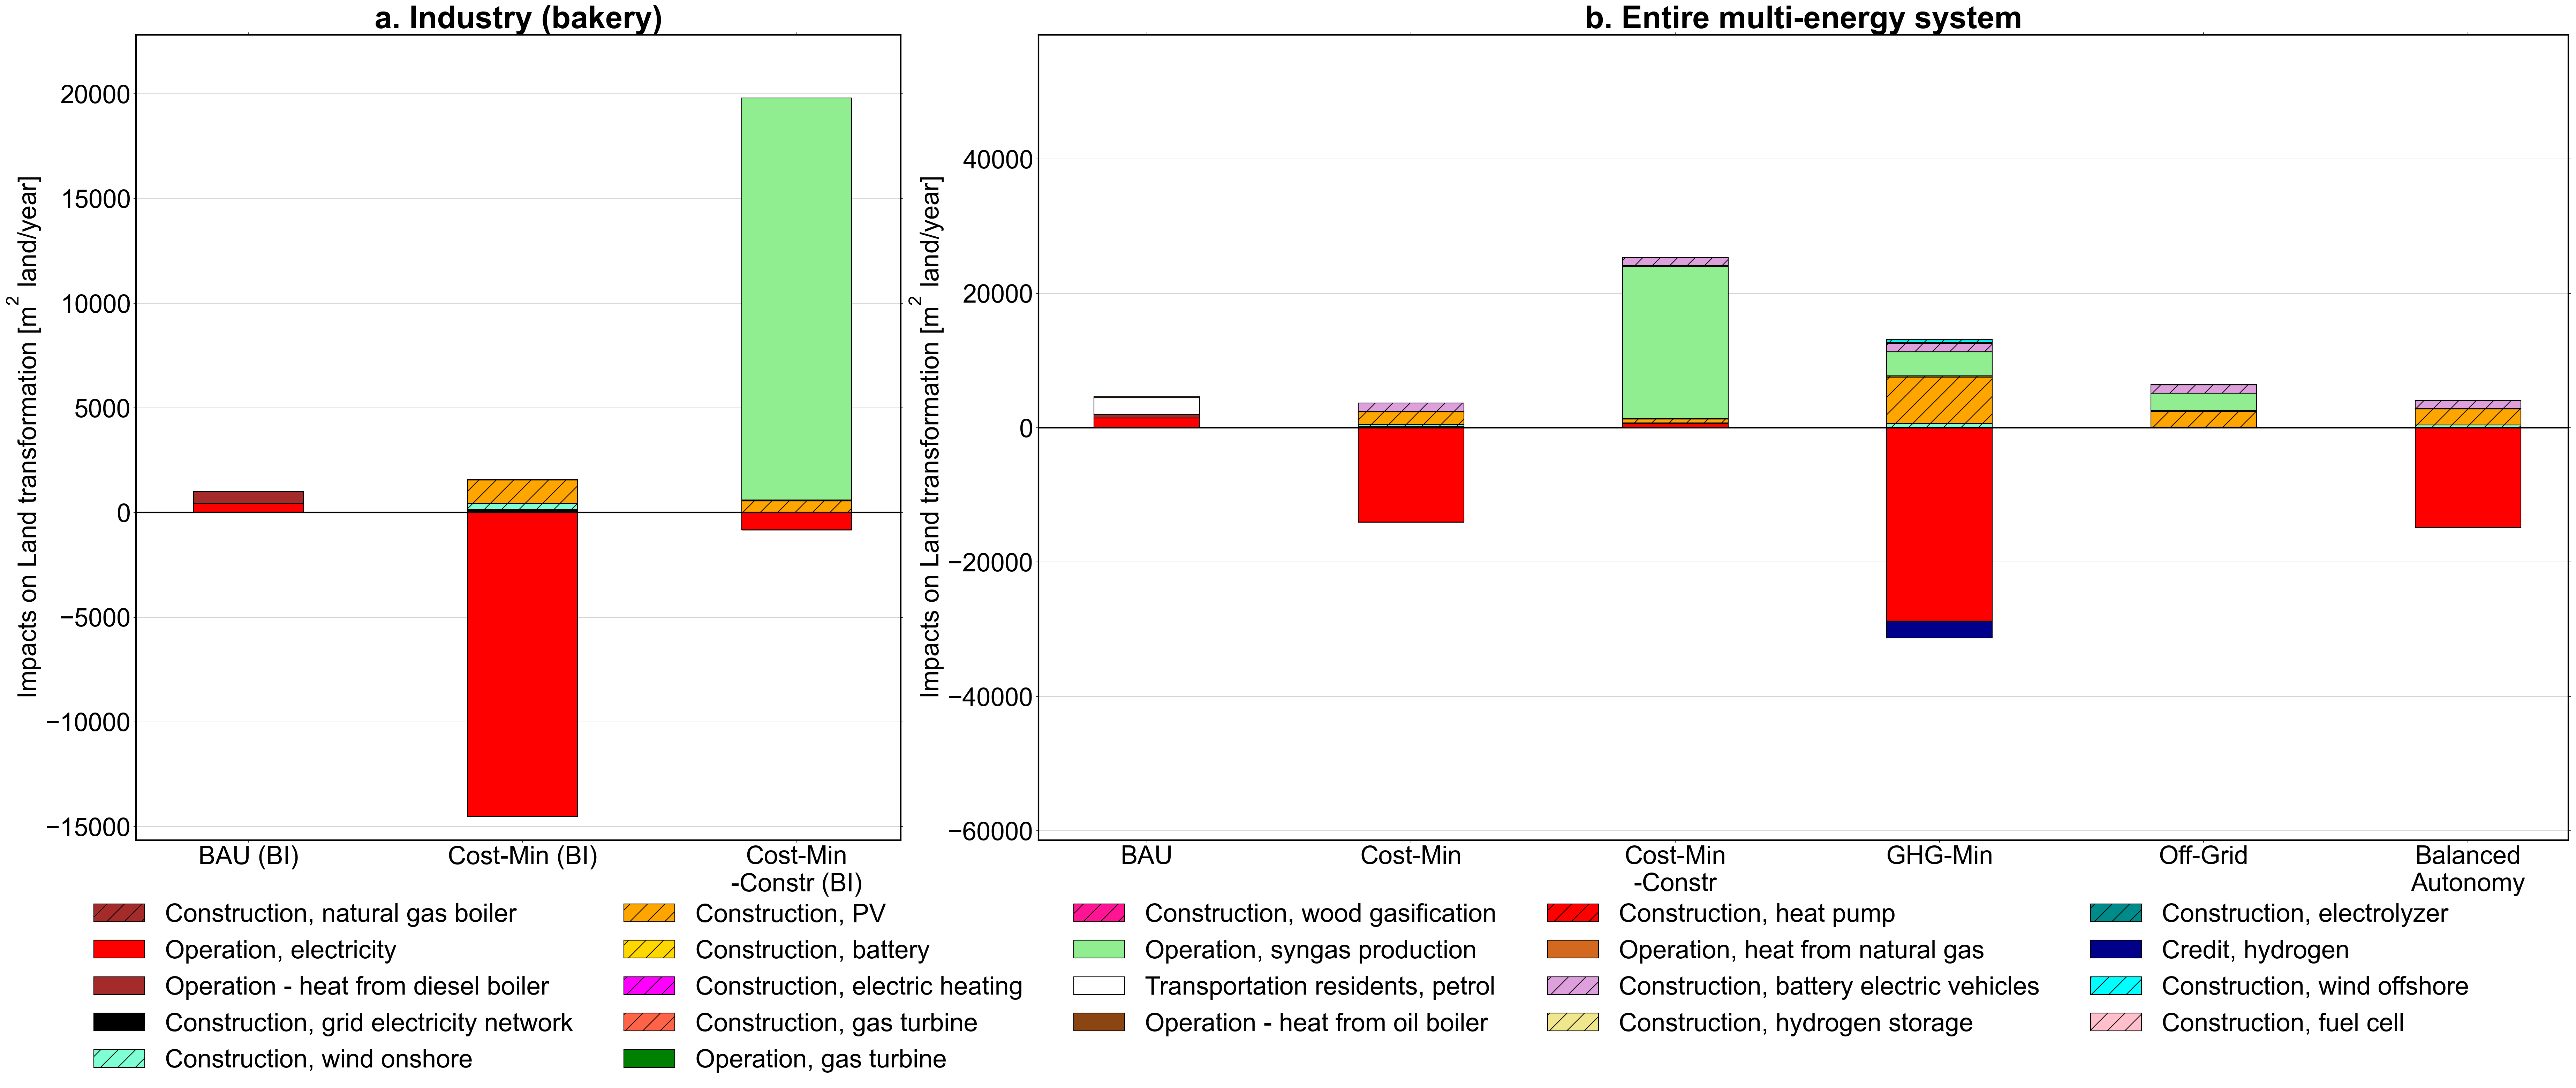 a. Industry (bakery)
b. Entire multi-energy system
Impacts on Land transformation [m² land/year]
20000
15000
10000
5000
0
−5000
−10000
−15000
BAU (BI)
Cost-Min (BI)
Cost-Min
-Constr (BI)
Impacts on Land transformation [m² land/year]
40000
20000
0
−20000
−40000
−60000
BAU
Cost-Min
Cost-Min
-Constr
GHG-Min
Off-Grid
Balanced
Autonomy
Construction, natural gas boiler
Operation, electricity
Operation - heat from diesel boiler
Construction, grid electricity network
Construction, wind onshore
Construction, PV
Construction, battery
Construction, electric heating
Construction, gas turbine
Operation, gas turbine
Construction, wood gasification
Operation, syngas production
Transportation residents, petrol
Operation - heat from oil boiler
Construction, heat pump
Operation, heat from natural gas
Construction, battery electric vehicles
Construction, hydrogen storage
Construction, electrolyzer
Credit, hydrogen
Construction, wind offshore
Construction, fuel cell